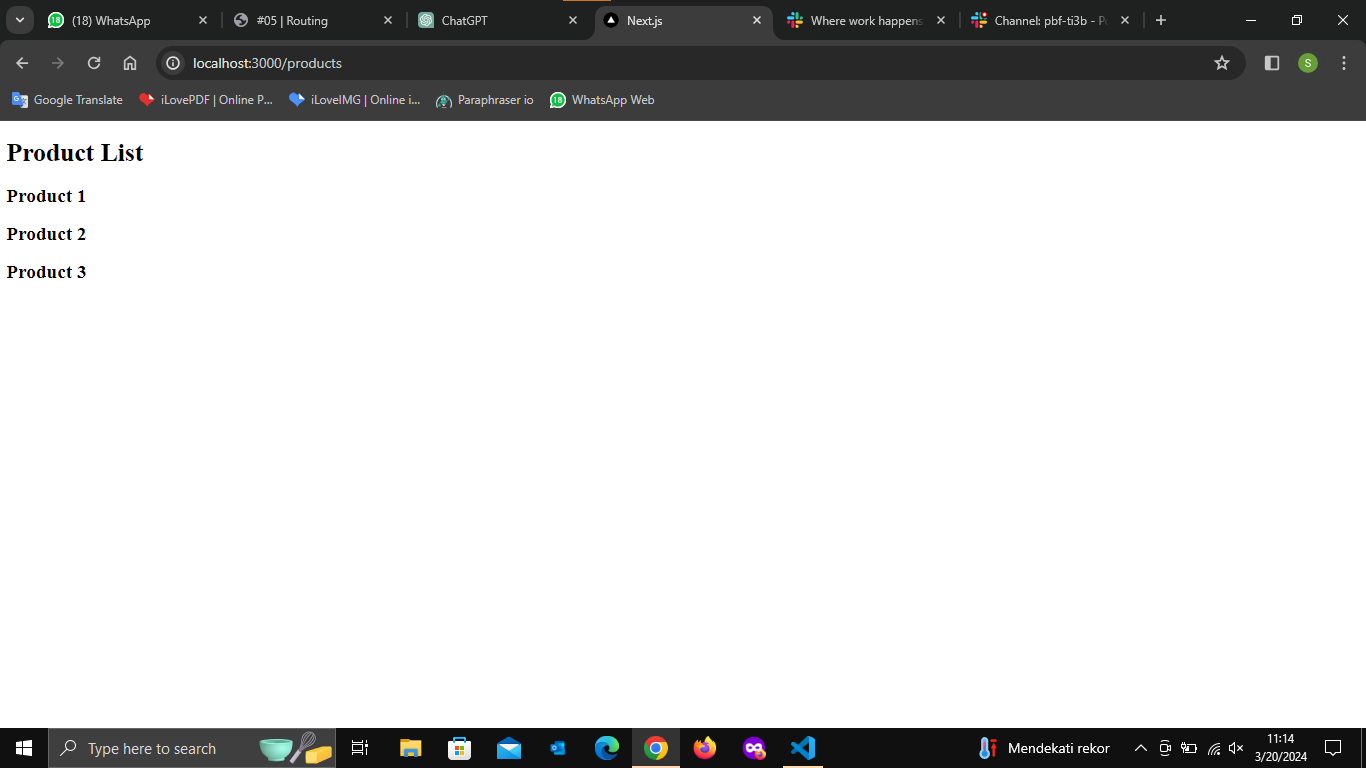 (18) WhatsApp
#05 | Routing
ChatGPT
Next.js
Where work happens
Channel: pbf-ti3b - P
localhost:3000/products
S
Google Translate
iLovePDF | Online P...
iLoveIMG | Online i...
Paraphraser io
18 WhatsApp Web
Product List
Product 1
Product 2
Product 3
Type here to search
Mendekati rekor
11:14
3/20/2024